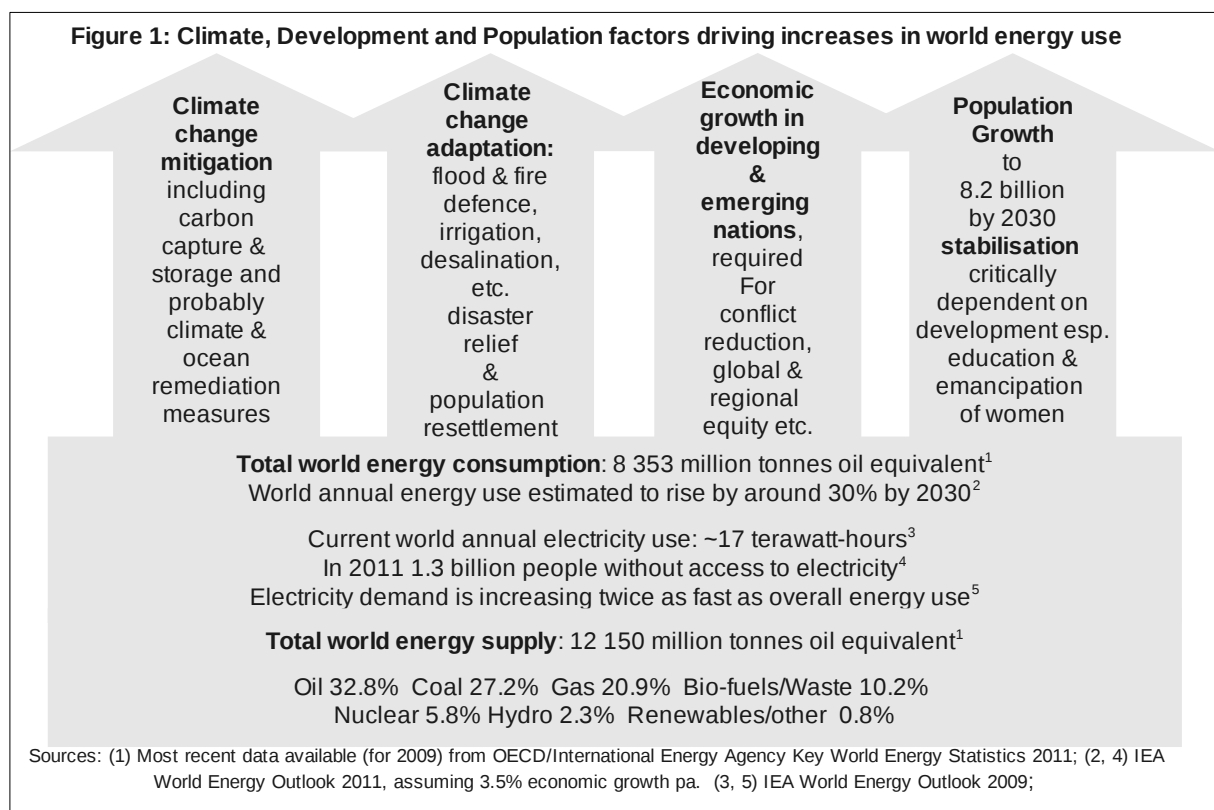 Figure 1: Climate, Development and Population factors driving increases in world energy use
Climate
change
mitigation
including
carbon
capture &
storage and
probably
climate &
ocean
remediation
measures
Climate
change
adaptation:
flood & fire
defence,
irrigation,
desalination,
etc.
disaster
relief
&
population
resettlement
Economic
growth in
developing
&
emerging
nations,
required
For
conflict
reduction,
global &
regional
equity etc.
Population
Growth
to
8.2 billion
by 2030
stabilisation
critically
dependent on
development esp.
education &
emancipation
of women
Total world energy consumption: 8 353 million tonnes oil equivalent1
World annual energy use estimated to rise by around 30% by 20302
Current world annual electricity use: ~17 terawatt-hours3
In 2011 1.3 billion people without access to electricity4
Electricity demand is increasing twice as fast as overall energy use5
Total world energy supply: 12 150 million tonnes oil equivalent1
Oil 32.8% Coal 27.2% Gas 20.9% Bio-fuels/Waste 10.2%
Nuclear 5.8% Hydro 2.3% Renewables/other 0.8%
Sources: (1) Most recent data available (for 2009) from OECD/International Energy Agency Key World Energy Statistics 2011; (2, 4) IEA
World Energy Outlook 2011, assuming 3.5% economic growth pa. (3, 5) IEA World Energy Outlook 2009;